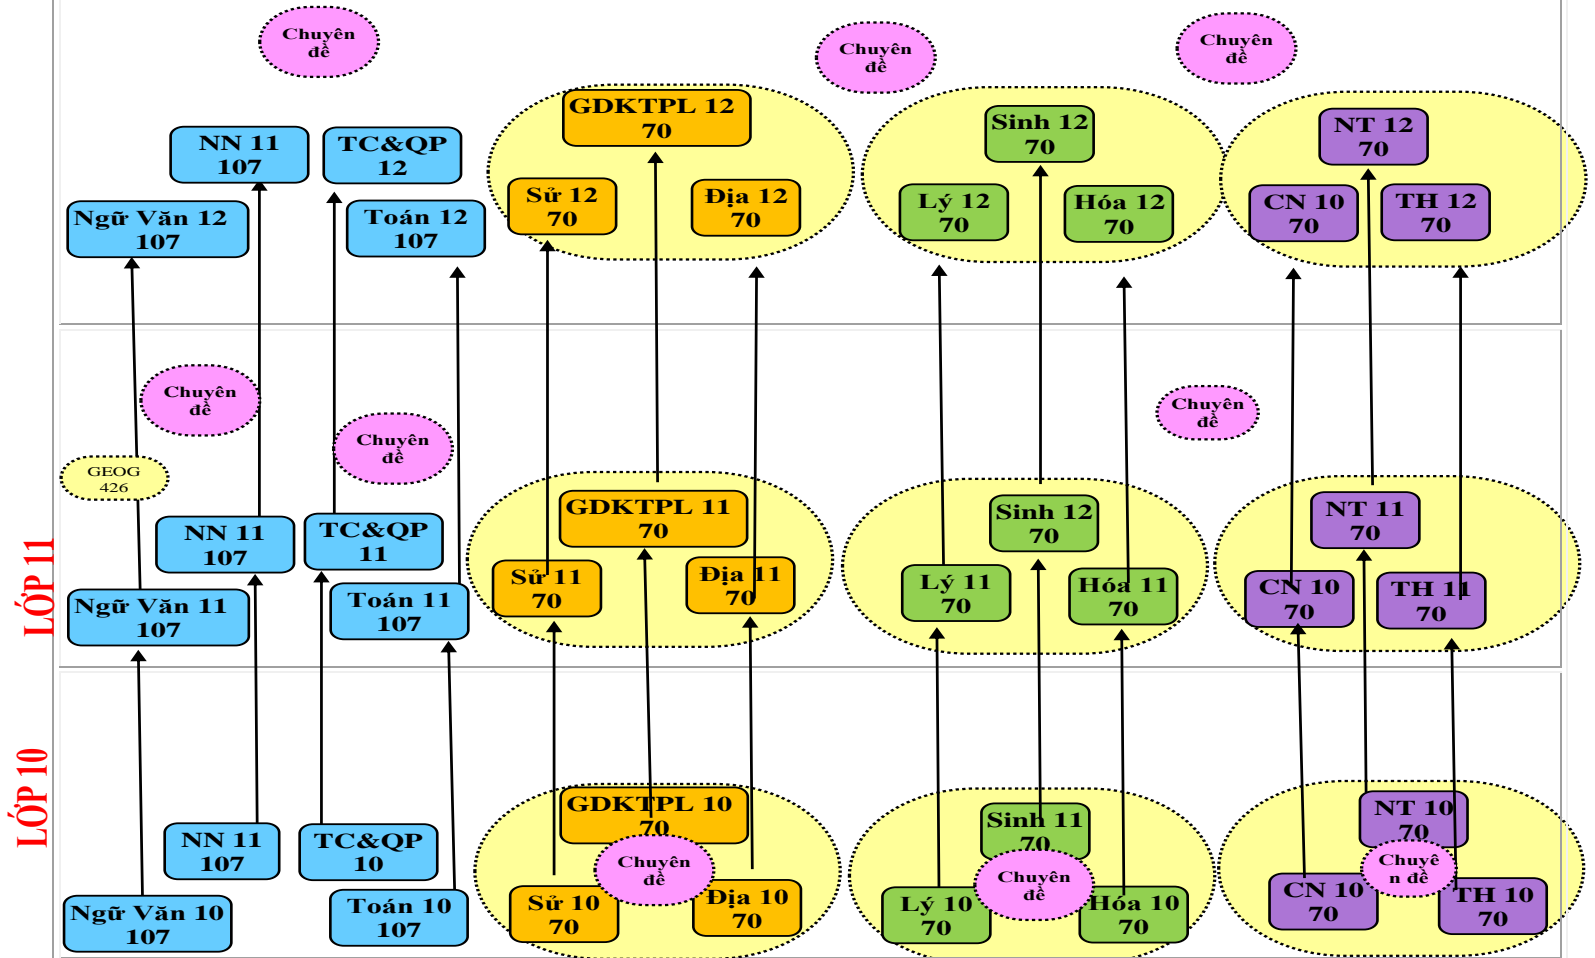 Chuyên
đề
Chuyên
đề
Chuyên
đề
GDKTPL 12
70
NN 11
107
TC&QP
12
Sinh 12
70
NT 12
70
Ngữ Văn 12
107
Toán 12
107
Sử 12
70
Địa 12
70
Lý 12
70
Hóa 12
70
CN 10
70
TH 12
70
LỚP 11
Chuyên
đề
Chuyên
đề
Chuyên
đề
GEOG
426
NN 11
107
TC&QP
11
GDKTPL 11
70
Sinh 12
70
NT 11
70
Ngữ Văn 11
107
Toán 11
107
Sử 11
70
Địa 11
70
Lý 11
70
Hóa 11
70
CN 10
70
TH 11
70
LỚP 10
NN 11
107
TC&QP
10
GDKTPL 10
70
Chuyên
đề
Sinh 11
70
Chuyên
đề
NT 10
70
Chuyê
n đề
Ngữ Văn 10
107
Toán 10
107
Sử 10
70
Địa 10
70
Lý 10
70
Hóa 10
70
CN 10
70
TH 10
70